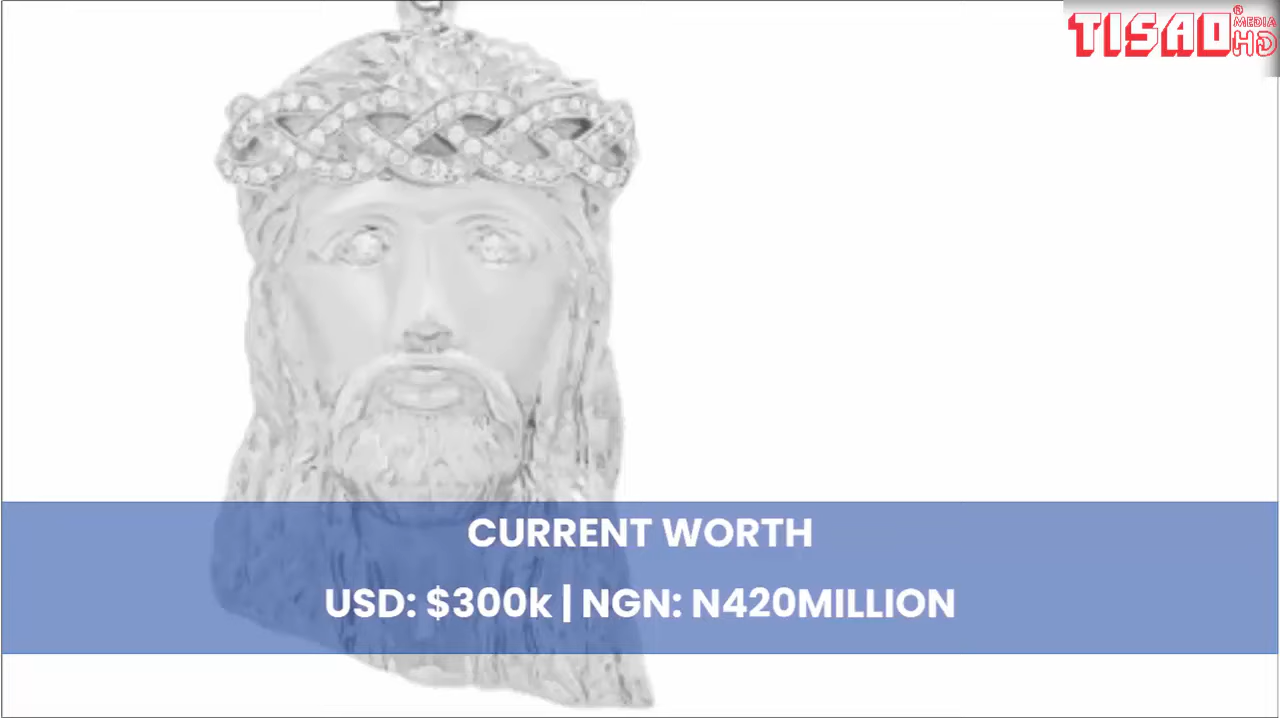 TISAO
®
MEDIA
HD
CURRENT WORTH
USD: $300k | NGN: N420MILLION